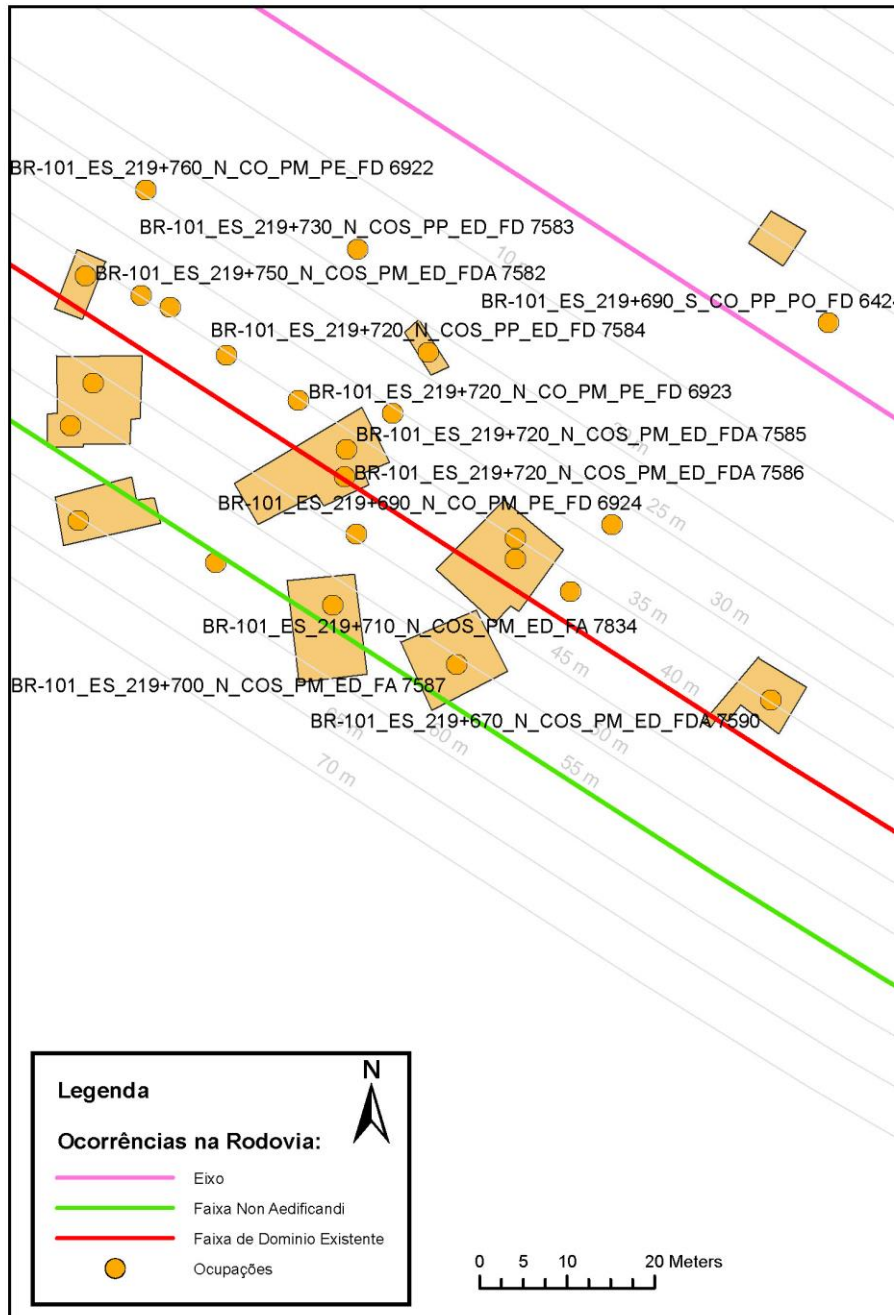 BR-101_ES_219+760_N_CO_PM_PE_FD 6922
BR-101_ES_219+730_N_COS_PP_ED_FD 7583
10 m
BR-101_ES_219+750_N_COS_PM_ED_FDA 7582
BR-101_ES_219+690_S_CO_PP_PO_FD 642
BR-101_ES_219+720_N_COS_PP_ED_FD 7584
BR-101_ES_219+720_N_CO_PM_PE_FD 6923
BR-101_ES_219+720_N_COS_PM_ED_FDA 7585
BR-101_ES_219+720_N_COS_PM_ED_FDA 7586
BR-101_ES_219+690_N_CO_PM_PE_FD 6924
25 m
30 m
35 m
BR-101_ES_219+710_N_COS_PM_ED_FA 7834
45 m
40 m
BR-101_ES_219+700_N_COS_PM_ED_FA 7587
BR-101_ES_219+670_N_COS_PM_ED_FDA 7590
60 m
50 m
70 m
55 m
Legenda
N
Ocorrências na Rodovia:
Eixo
Faixa Non Aedificandi
Faixa de Dominio Existente
Ocupações
0 5 10 20 Meters